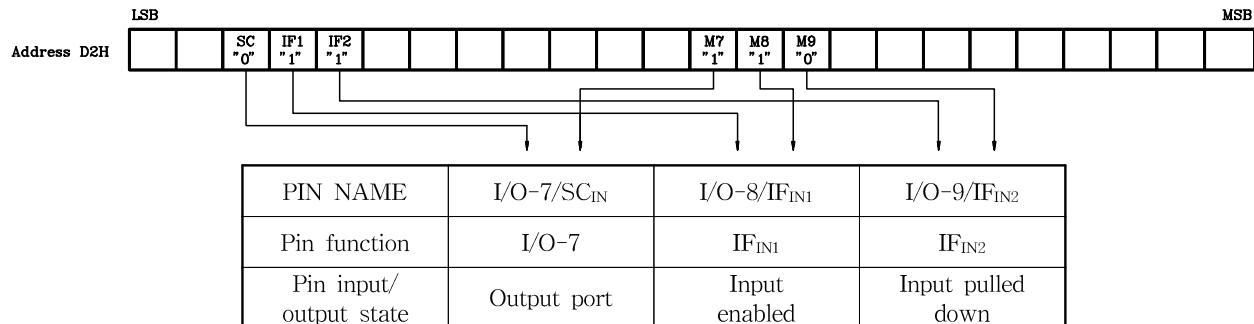 LSB MSB
Address D2H SC IF1 IF2 M7 M8 M9
"0" "1" "1" "1" "1" "0"
PIN NAME I/O-7/SCIN I/O-8/IFIN1 I/O-9/IFIN2
Pin function I/O-7 IFIN1 IFIN2
Pin input/ output state Output port Input enabled Input pulled down